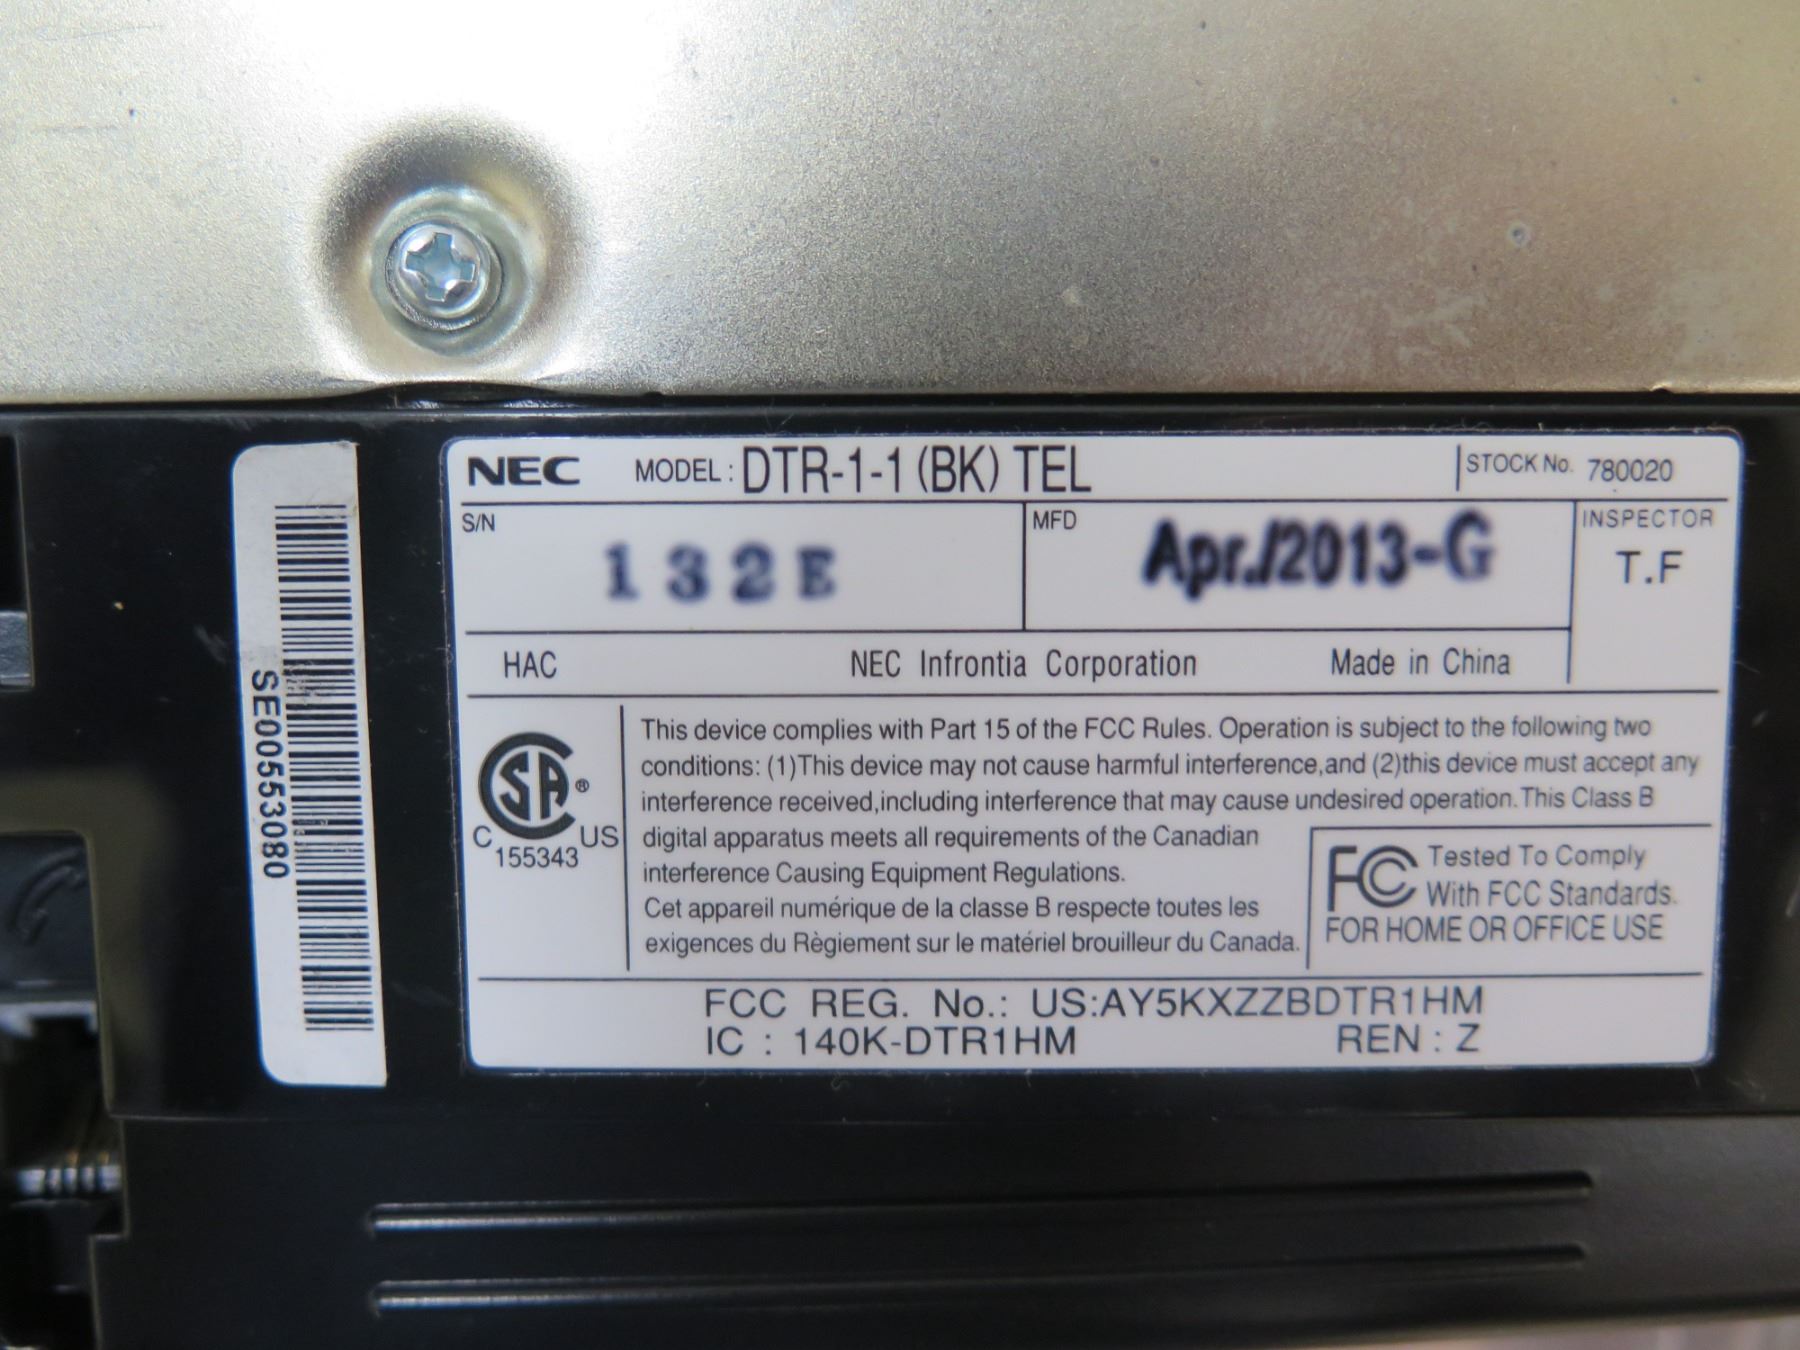 SE00553080
NEC MODEL : DTR-1-1 (BK) TEL STOCK No. 780020
S/N 132E MFD Apr./2013-G INSPECTOR
T.F
HAC NEC Infrontia Corporation Made in China
SA ®
C US
155343
This device complies with Part 15 of the FCC Rules. Operation is subject to the following two
conditions: (1)This device may not cause harmful interference,and (2)this device must accept any
interference received,including interference that may cause undesired operation.This Class B
digital apparatus meets all requirements of the Canadian
interference Causing Equipment Regulations.
Cet appareil numérique de la classe B respecte toutes les
exigences du Règiement sur le matériel brouilleur du Canada.
FC Tested To Comply
With FCC Standards.
FOR HOME OR OFFICE USE
FCC REG. No.: US:AY5KXZZBDTR1HM
IC : 140K-DTR1HM REN : Z